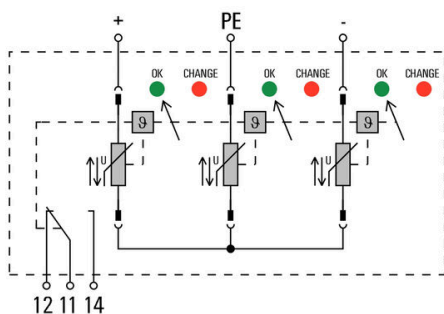 + PE -
OK CHANGE OK CHANGE OK CHANGE
ϑ ϑ ϑ
U U U
12 11 14